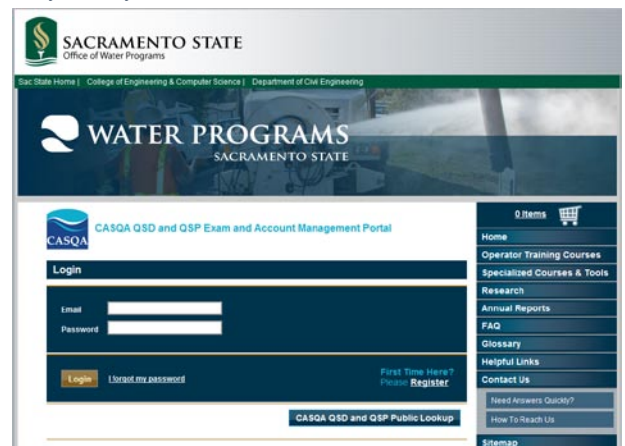 SACRAMENTO STATE
Office of Water Programs
Sac State Home | College of Engineering & Computer Science | Department of Civil Engineering
WATER PROGRAMS
SACRAMENTO STATE
0 Items
CASQA
CASQA QSD and QSP Exam and Account Management Portal
Home
Operator Training Courses
Login
Specialized Courses & Tools
Research
Email
Annual Reports
Password
FAQ
Glossary
Helpful Links
Login
I forgot my password
First Time Here?
Please Register
Contact Us
Need Answers Quickly?
CASQA QSD and QSP Public Lookup
How To Reach Us
Sitemap